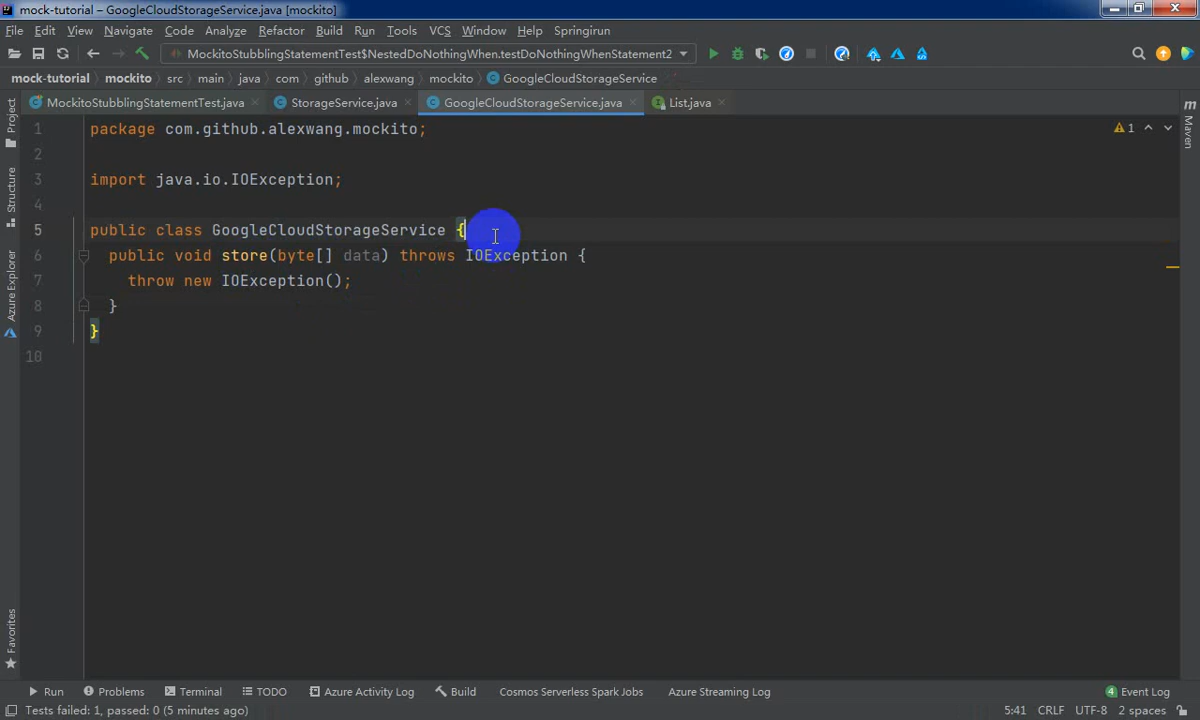 mock-tutorial – GoogleCloudStorageService.java [mockito]
File Edit View Navigate Code Analyze Refactor Build Run Tools VCS Window Help Springirun
MockitoStubblingStatementTest$NestedDoNothingWhen.testDoNothingWhenStatement2
mock-tutorial mockito src main java com github alexwang mockito GoogleCloudStorageService
MockitoStubblingStatementTest.java StorageService.java GoogleCloudStorageService.java List.java
1 package com.github.alexwang.mockito;
1
2
3 import java.io.IOException;
4
5 public class GoogleCloudStorageService {
6 public void store(byte[] data) throws IOException {
7 throw new IOException();
8 }
9 }
10
Project
Structure
Azure Explorer
Favorites
m
Maven
Run Problems Terminal TODO Azure Activity Log Build Cosmos Serverless Spark Jobs Azure Streaming Log 4 Event Log
Tests failed: 1, passed: 0 (5 minutes ago) 5:41 CRLF UTF-8 2 spaces